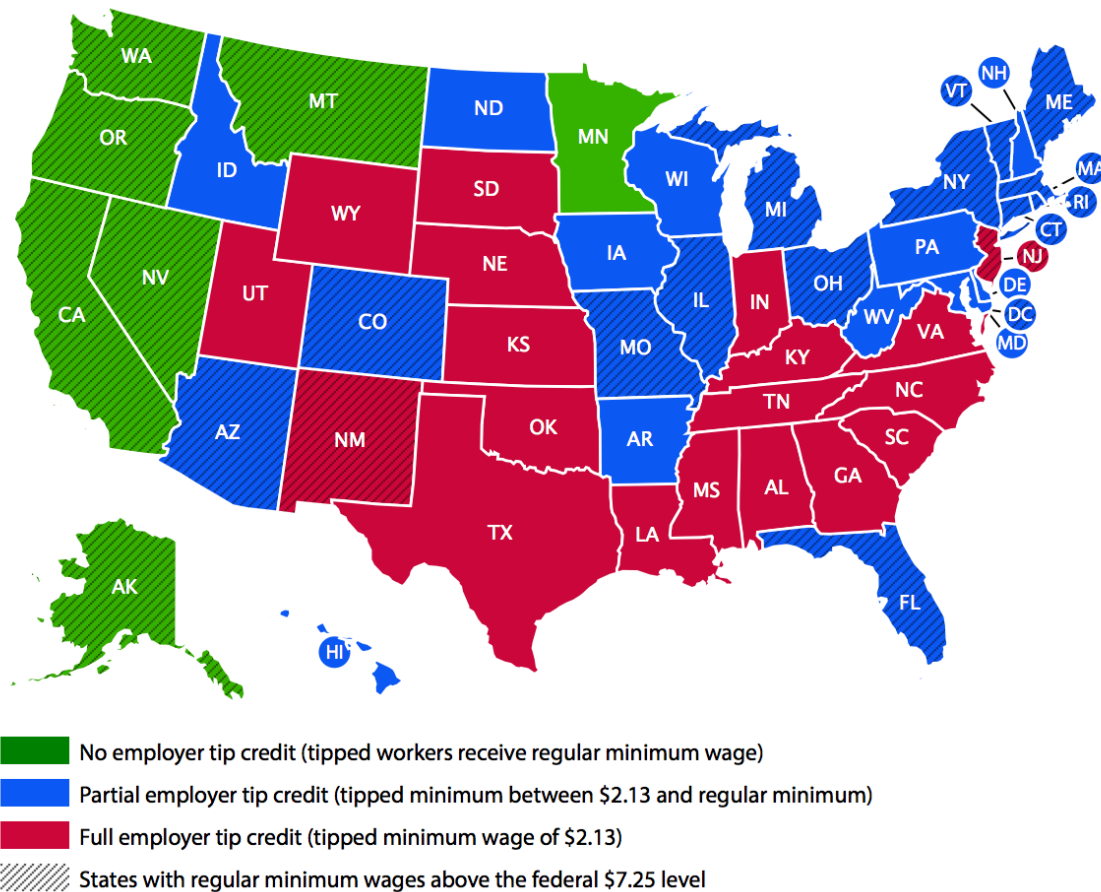 WA
MT
ND
MN
OR
ID
WY
SD
WI
MI
NY
VT
NH
ME
MA
RI
CT
NV
UT
NE
IA
PA
NJ
CA
CO
KS
MO
IL
IN
OH
WV
DE
DC
MD
VA
KY
AZ
NM
OK
AR
TN
NC
SC
TX
LA
MS
AL
GA
AK
HI
FL
No employer tip credit (tipped workers receive regular minimum wage)
Partial employer tip credit (tipped minimum between $2.13 and regular minimum)
Full employer tip credit (tipped minimum wage of $2.13)
States with regular minimum wages above the federal $7.25 level